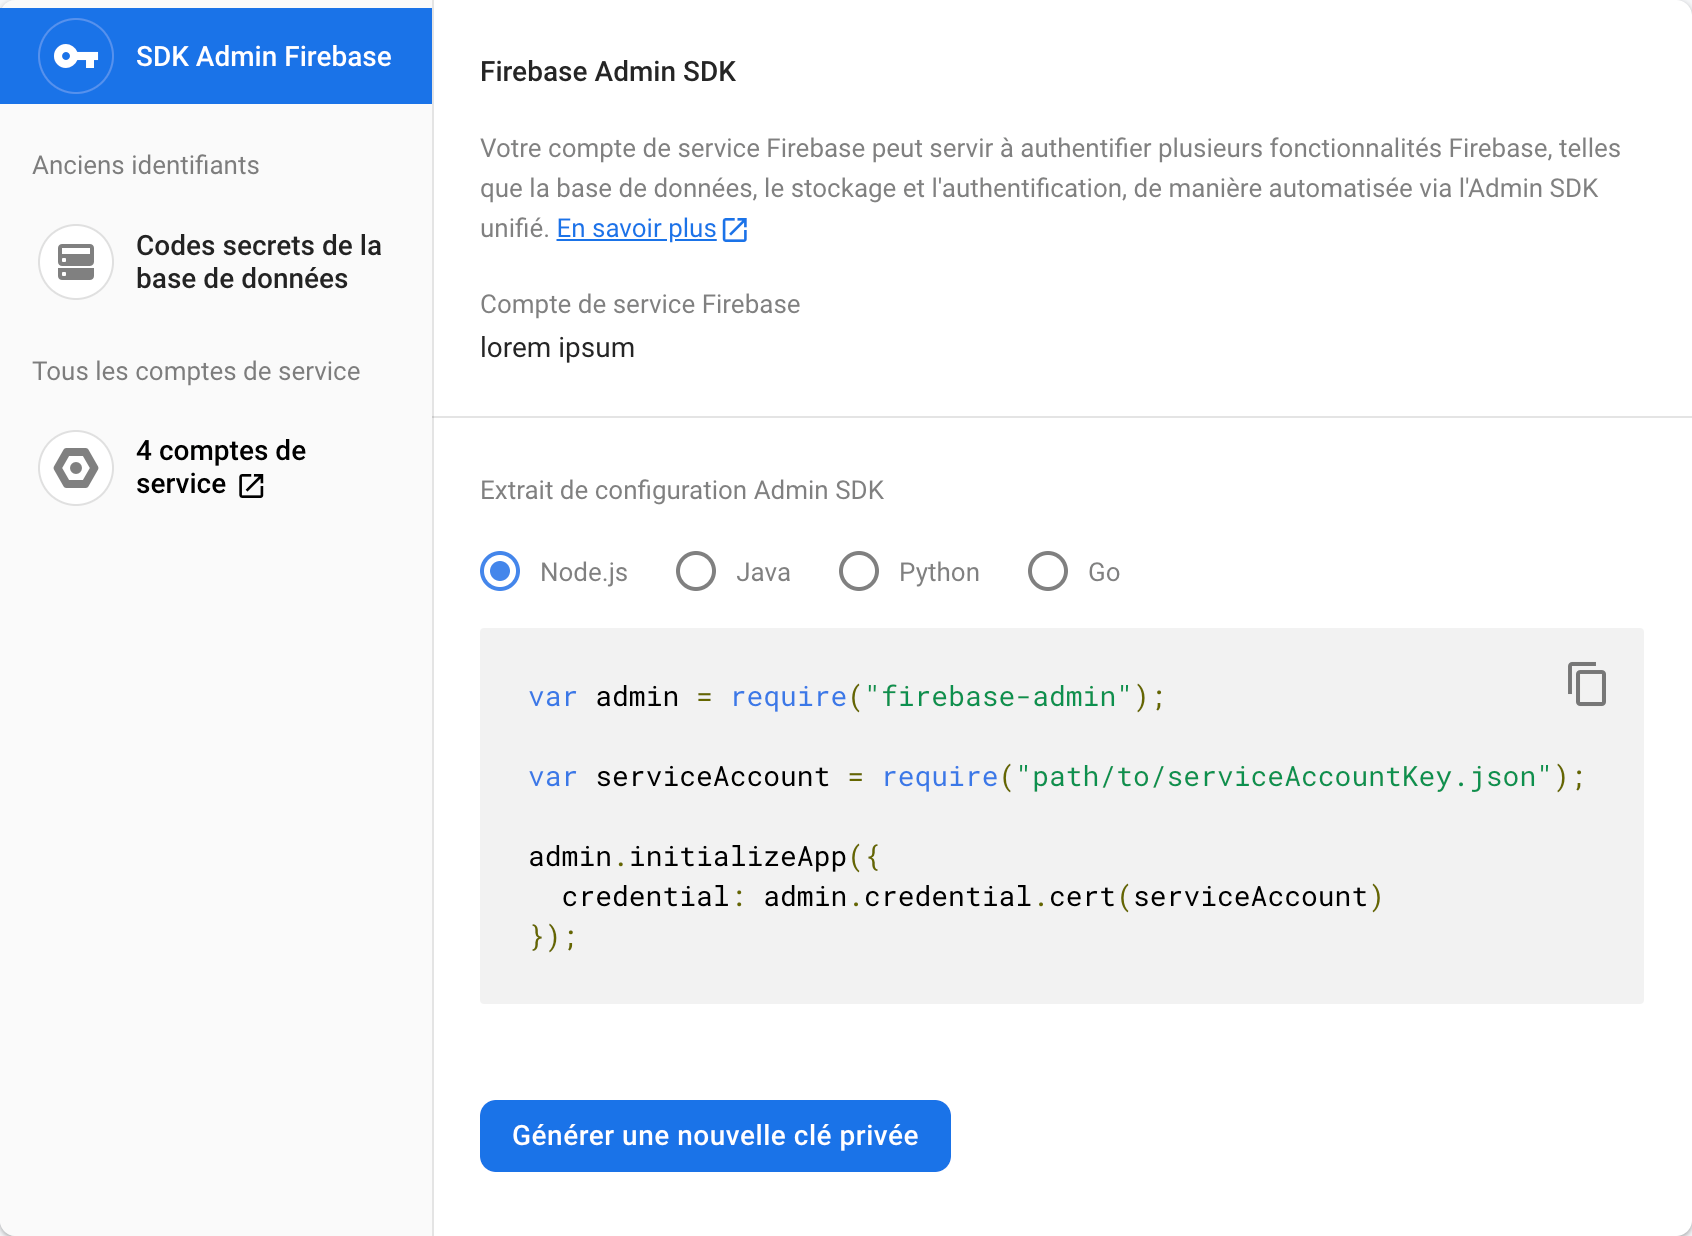 SDK Admin Firebase
Anciens identifiants
Codes secrets de la
base de données
Tous les comptes de service
4 comptes de
service
Firebase Admin SDK
Votre compte de service Firebase peut servir à authentifier plusieurs fonctionnalités Firebase, telles
que la base de données, le stockage et l'authentification, de manière automatisée via l'Admin SDK
unifié. En savoir plus
Compte de service Firebase
lorem ipsum
Extrait de configuration Admin SDK
Node.js Java Python Go
var admin = require("firebase-admin");
var serviceAccount = require("path/to/serviceAccountKey.json");
admin.initializeApp({
  credential: admin.credential.cert(serviceAccount)
});
Générer une nouvelle clé privée